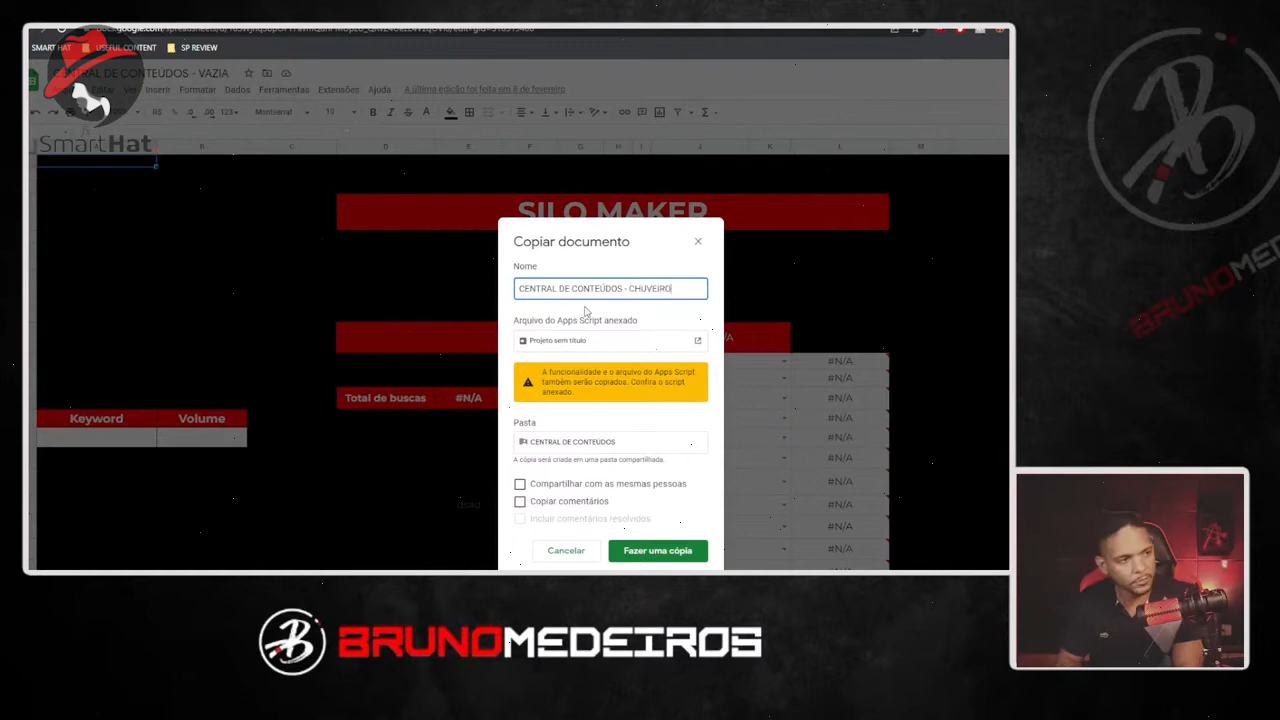 SMART HAT
USEFUL CONTENT
SP REVIEW
CENTRAL DE CONTEÚDOS - VAZIA
Editar
Ver
Inserir
Formatar
Dados
Ferramentas
Extensões
Ajuda
A última edição foi feita em 8 de fevereiro
R$
%
.0
.00
123
Montserrat
10
B
I
S
A
SmartHat
B
C
D
E
F
G
H
I
J
K
L
M
SILO MAKER
Copiar documento
Nome
CENTRAL DE CONTEÚDOS - CHUVEIRO
Arquivo do Apps Script anexado
Projeto sem título
A funcionalidade e o arquivo do Apps Script
também serão copiados. Confira o script
anexado.
Pasta
CENTRAL DE CONTEÚDOS
A cópia será criada em uma pasta compartilhada.
Compartilhar com as mesmas pessoas
Copiar comentários
Incluir comentários resolvidos
Cancelar
Fazer uma cópia
Total de buscas
#N/A
Keyword
Volume
/A
#N/A
#N/A
#N/A
#N/A
#N/A
#N/A
#N/A
#N/A
#N/A
#N/A
BRUNOMEDEIROS
BRUNOMEDE